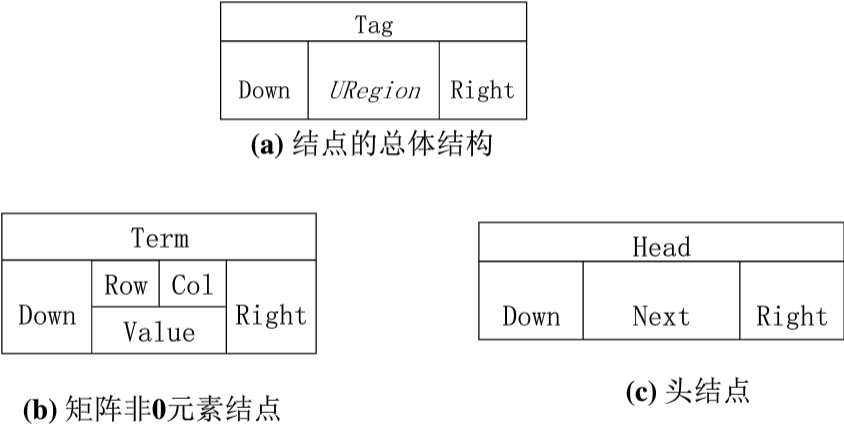 Tag
Down URegion Right
(a) 结点的总体结构
Term
Down Row Col Right
Value
(b) 矩阵非0元素结点
Head
Down Next Right
(c) 头结点